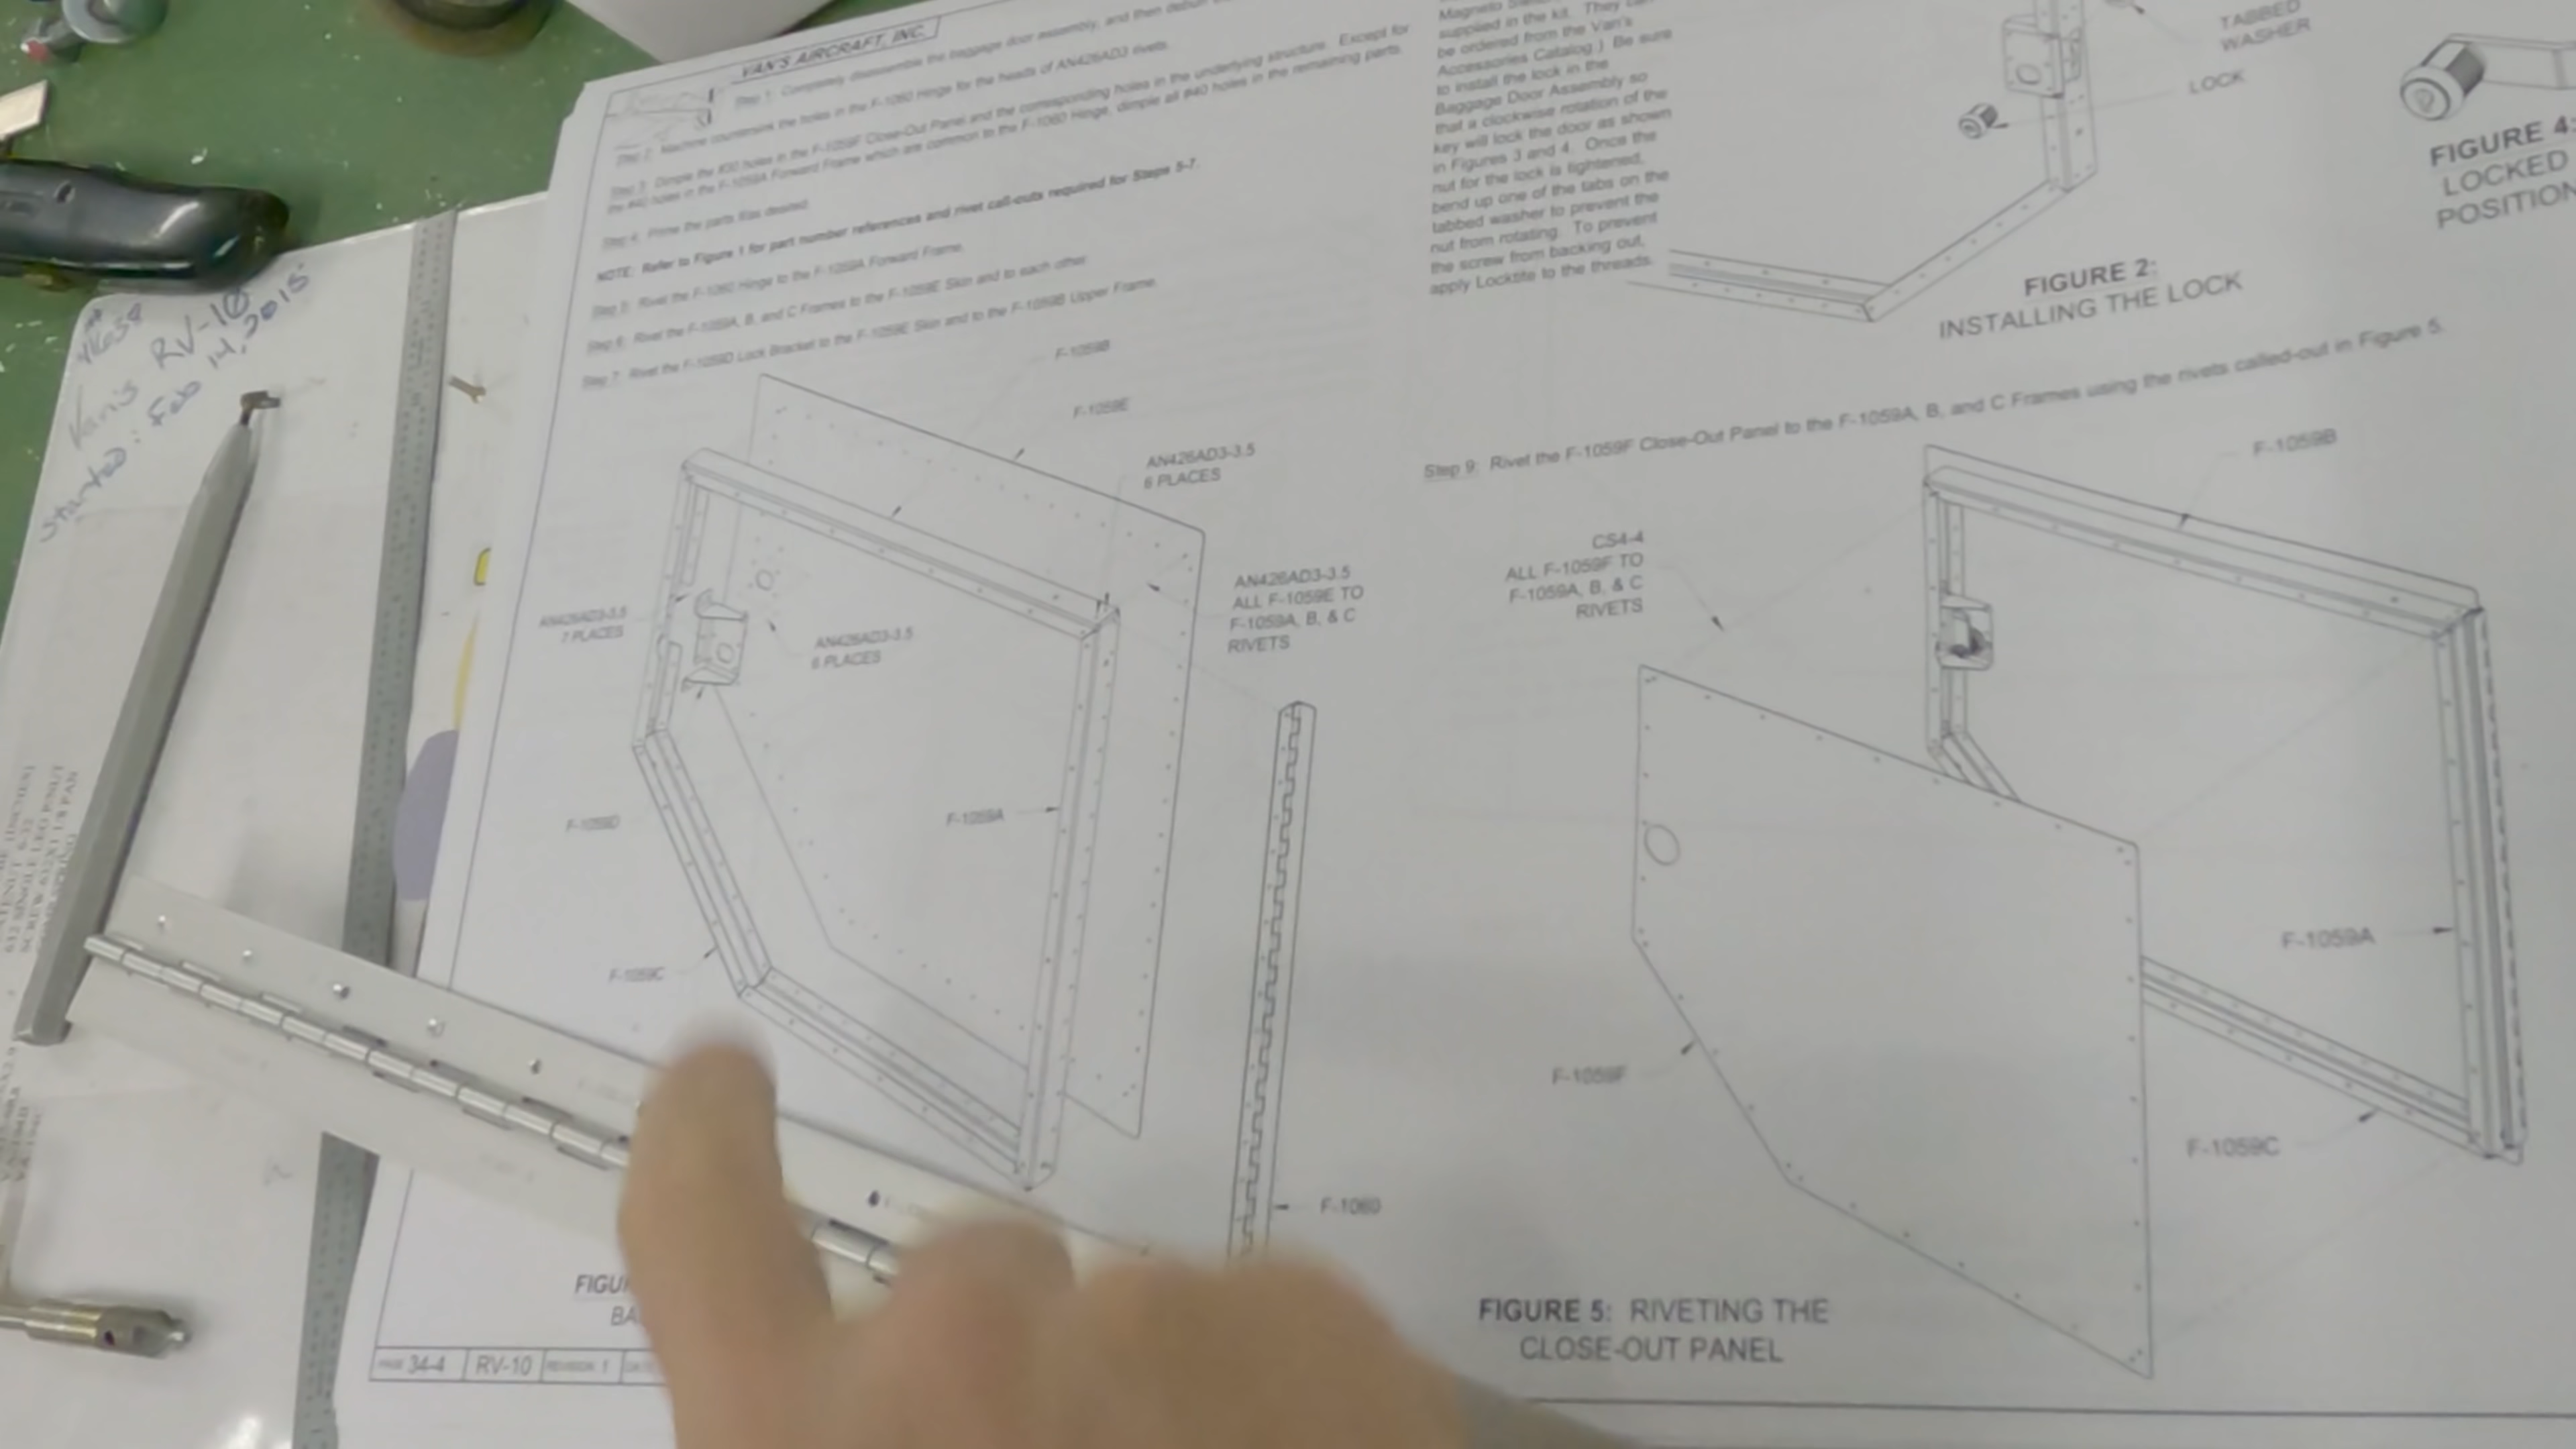 VAN'S AIRCRAFT, INC.
Step 1: Completely disassemble the baggage door assembly, and then deburr
Step 2: Machine countersink the holes in the F-1060 Hinge for the heads of AN426AD3 rivets.
Step 3: Dimple the #30 holes in the F-1059F Close-Out Panel and the corresponding holes in the underlying structure. Except for
the #40 holes in the F-1059A Forward Frame which are common to the F-1060 Hinge, dimple all #40 holes in the remaining parts.
Step 4: Prime the parts if/as desired.
NOTE: Refer to Figure 1 for part number references and rivet call-outs required for Steps 5-7.
Step 5: Rivet the F-1060 Hinge to the F-1059A Forward Frame.
Step 6: Rivet the F-1059A, B, and C Frames to the F-1059E Skin and to each other.
Step 7: Rivet the F-1059D Lock Bracket to the F-1059E Skin and to the F-1059B Upper Frame.
F-1059B
F-1059E
AN426AD3-3.5
6 PLACES
AN426AD3-3.5
ALL F-1059E TO
F-1059A, B, & C
RIVETS
AN426AD3-3.5
7 PLACES
AN426AD3-3.5
6 PLACES
F-1059D
F-1059A
F-1059C
F-1060
FIGU
BA
PAGE 34-4
RV-10
REVISION: 1
supplied in the kit. They can
be ordered from the Van's
Accessories Catalog.) Be sure
to install the lock in the
Baggage Door Assembly so
that a clockwise rotation of the
key will lock the door as shown
in Figures 3 and 4. Once the
nut for the lock is tightened,
bend up one of the tabs on the
tabbed washer to prevent the
nut from rotating. To prevent
the screw from backing out,
apply Locktite to the threads.
TABBED
WASHER
LOCK
FIGURE 2:
INSTALLING THE LOCK
FIGURE 4:
LOCKED
POSITION
Step 9: Rivet the F-1059F Close-Out Panel to the F-1059A, B, and C Frames using the rivets called-out in Figure 5.
CS4-4
ALL F-1059F TO
F-1059A, B, & C
RIVETS
F-1059B
F-1059A
F-1059F
F-1059C
FIGURE 5: RIVETING THE
CLOSE-OUT PANEL
Van's RV-10
Started: Feb 14, 2015